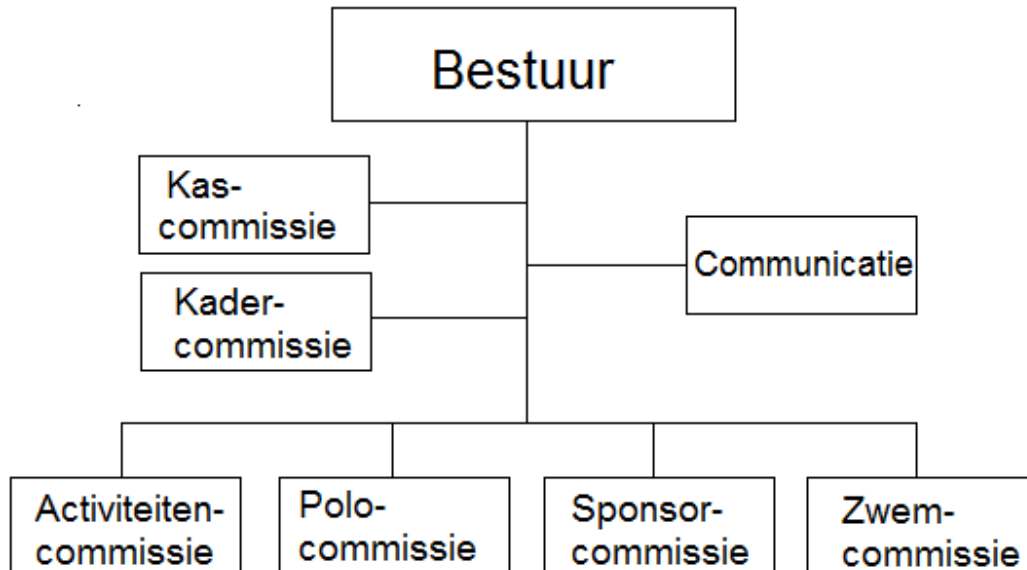 Bestuur
Kas-
commissie
Communicatie
Kader-
commissie
Activiteiten-
commissie
Polo-
commissie
Sponsor-
commissie
Zwem-
commissie